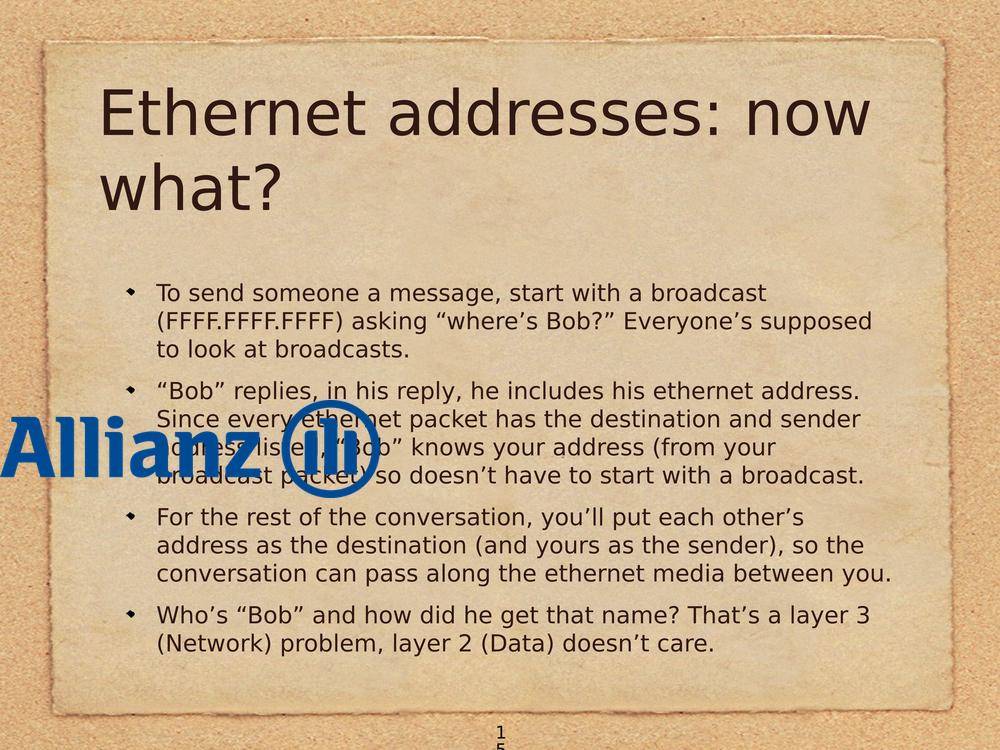 Ethernet addresses: now
what?
To send someone a message, start with a broadcast
(FFFF.FFFF.FFFF) asking “where’s Bob?” Everyone’s supposed
to look at broadcasts.
“Bob” replies, in his reply, he includes his ethernet address.
Since every ethernet packet has the destination and sender
address listed, “Bob” knows your address (from your
broadcast packet) so doesn’t have to start with a broadcast.
Allianz
For the rest of the conversation, you’ll put each other’s
address as the destination (and yours as the sender), so the
conversation can pass along the ethernet media between you.
Who’s “Bob” and how did he get that name? That’s a layer 3
(Network) problem, layer 2 (Data) doesn’t care.
1
5